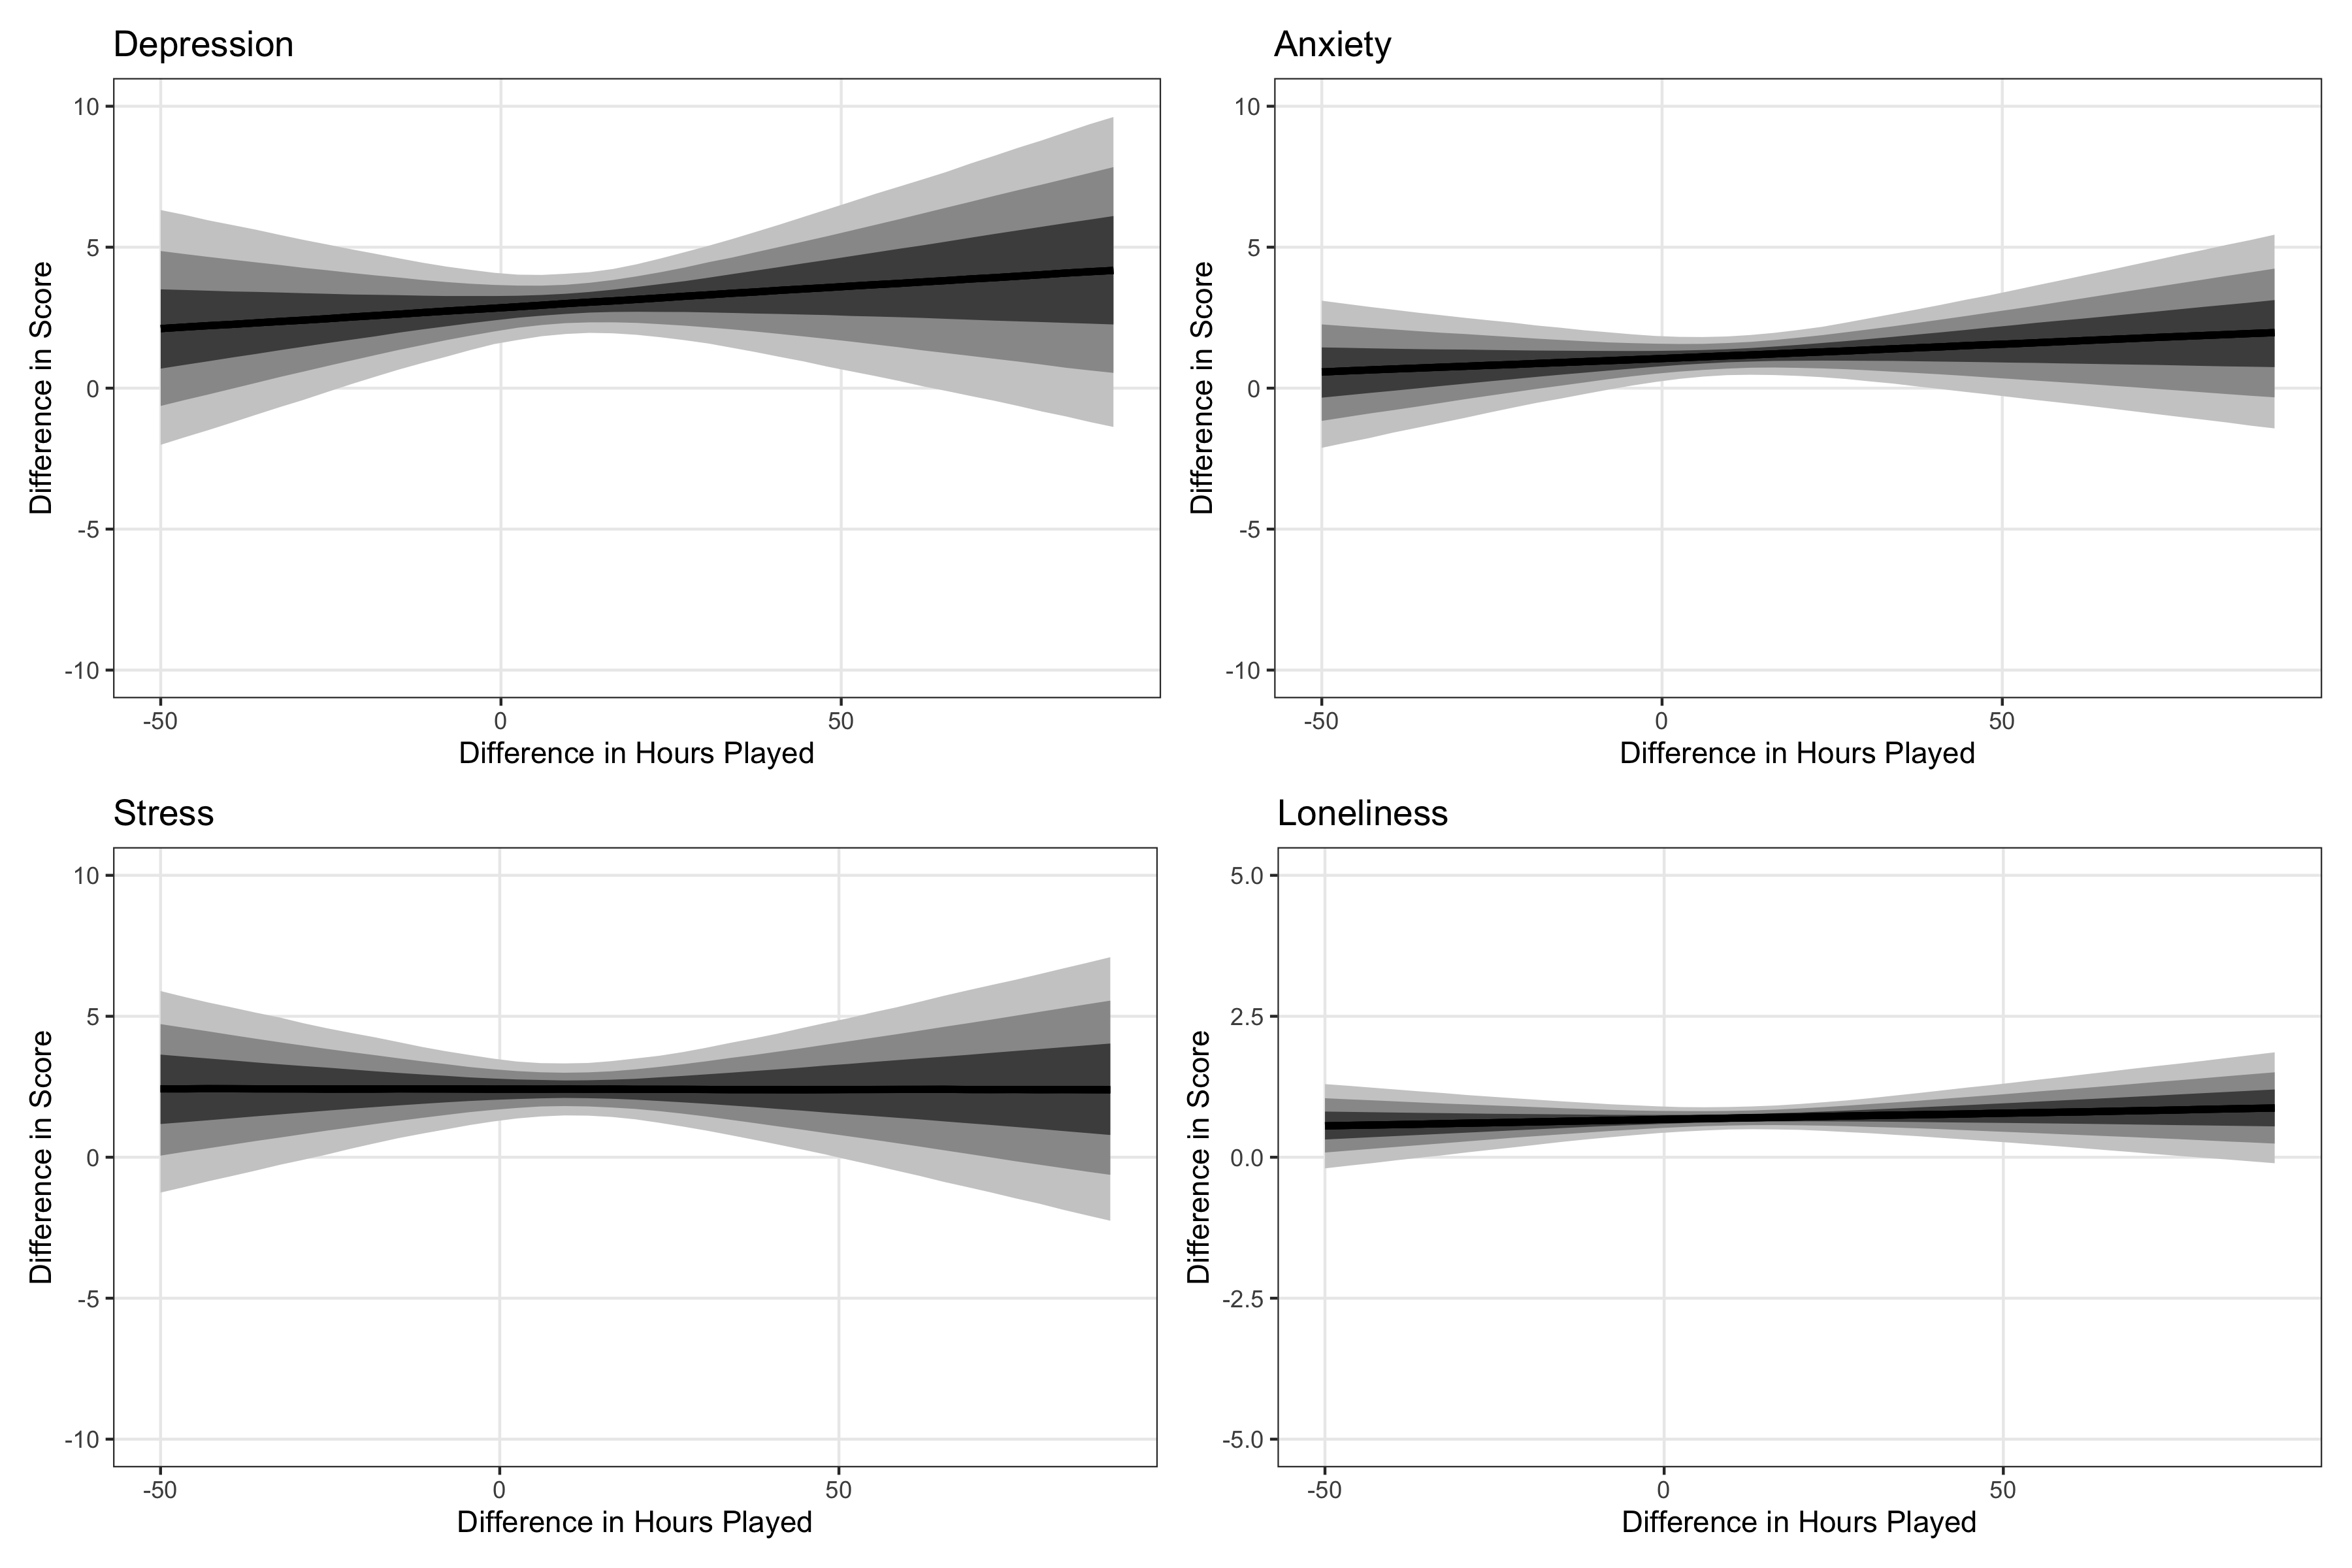 Depression
10
5
0
-5
-10
Difference in Score
-50 0 50
Difference in Hours Played
Anxiety
10
5
0
-5
-10
Difference in Score
-50 0 50
Difference in Hours Played
Stress
10
5
0
-5
-10
Difference in Score
-50 0 50
Difference in Hours Played
Loneliness
5.0
2.5
0.0
-2.5
-5.0
Difference in Score
-50 0 50
Difference in Hours Played